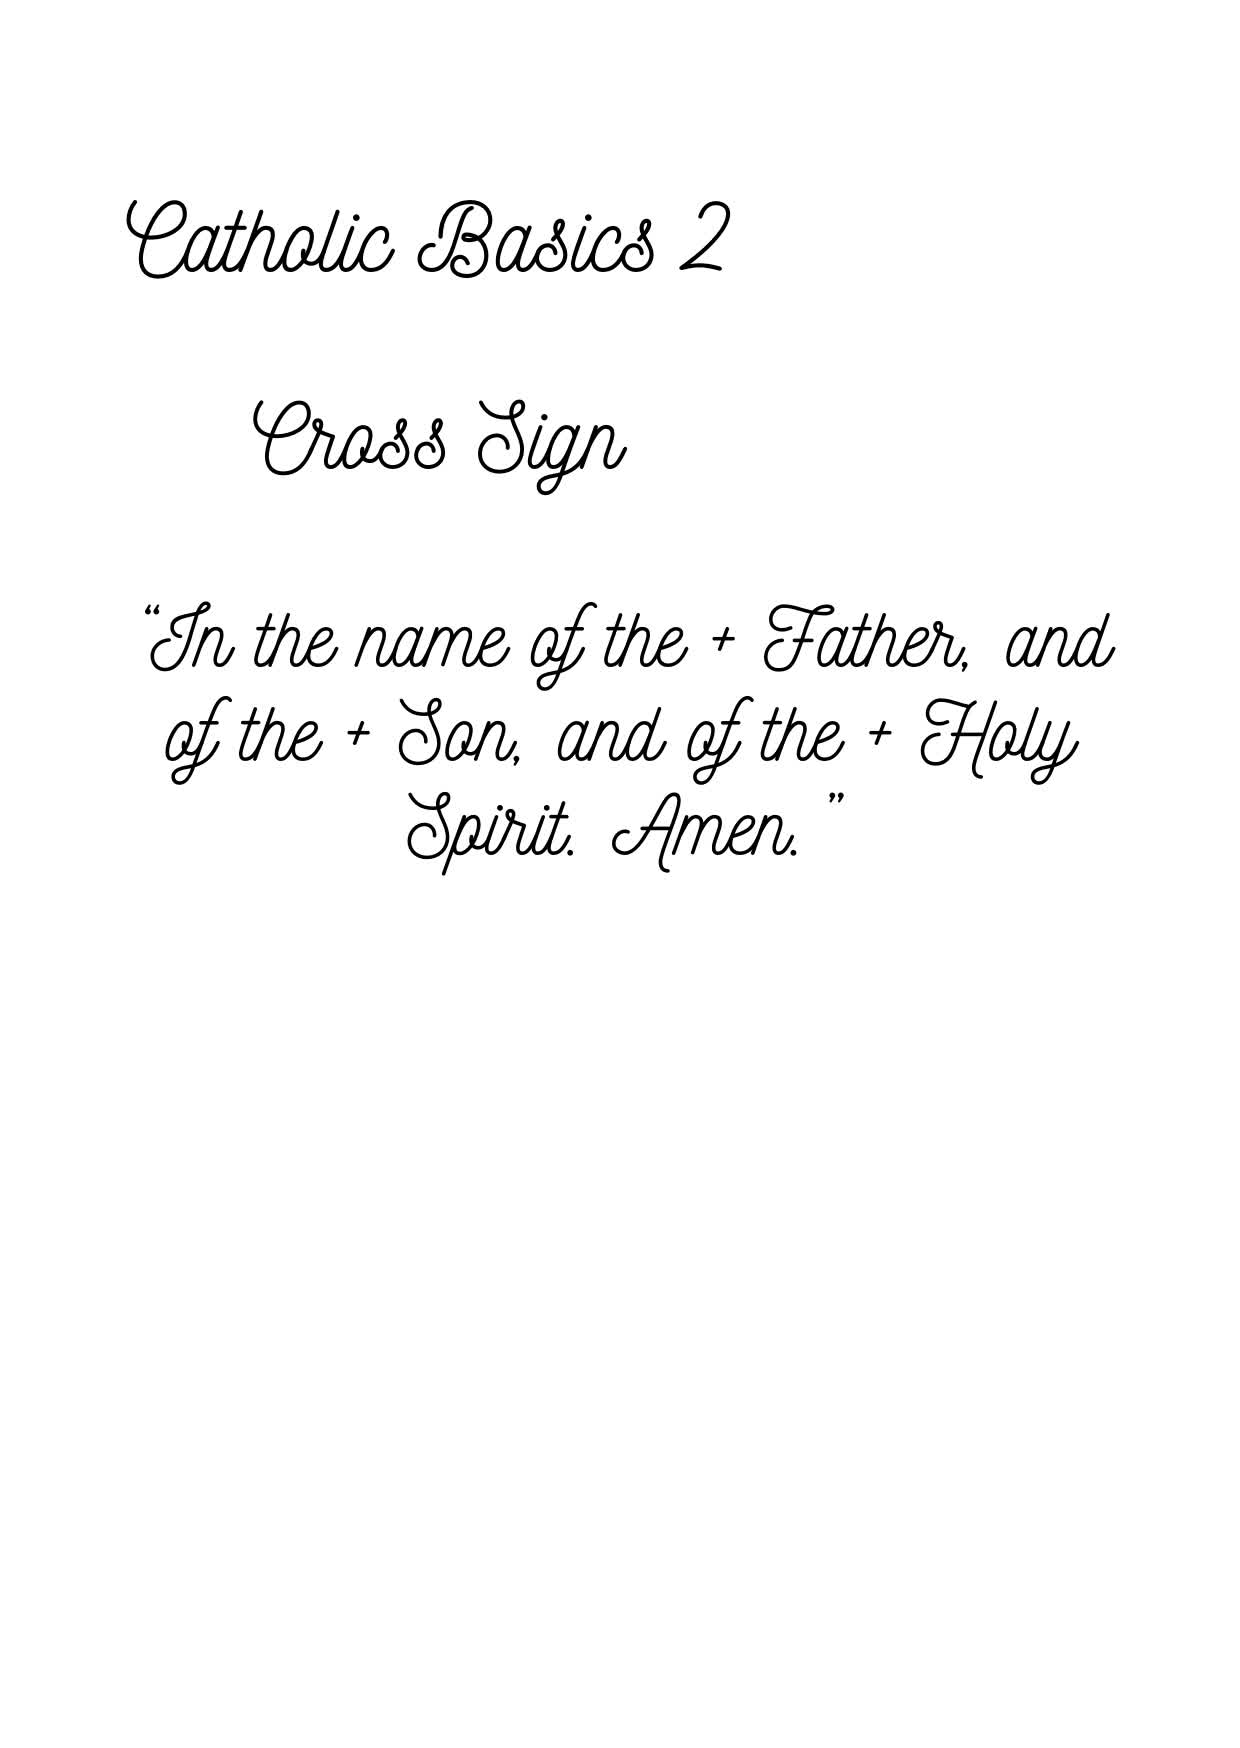 Catholic Basics 2
Cross Sign
“In the name of the + Father, and
of the + Son, and of the + Holy
Spirit. Amen.”